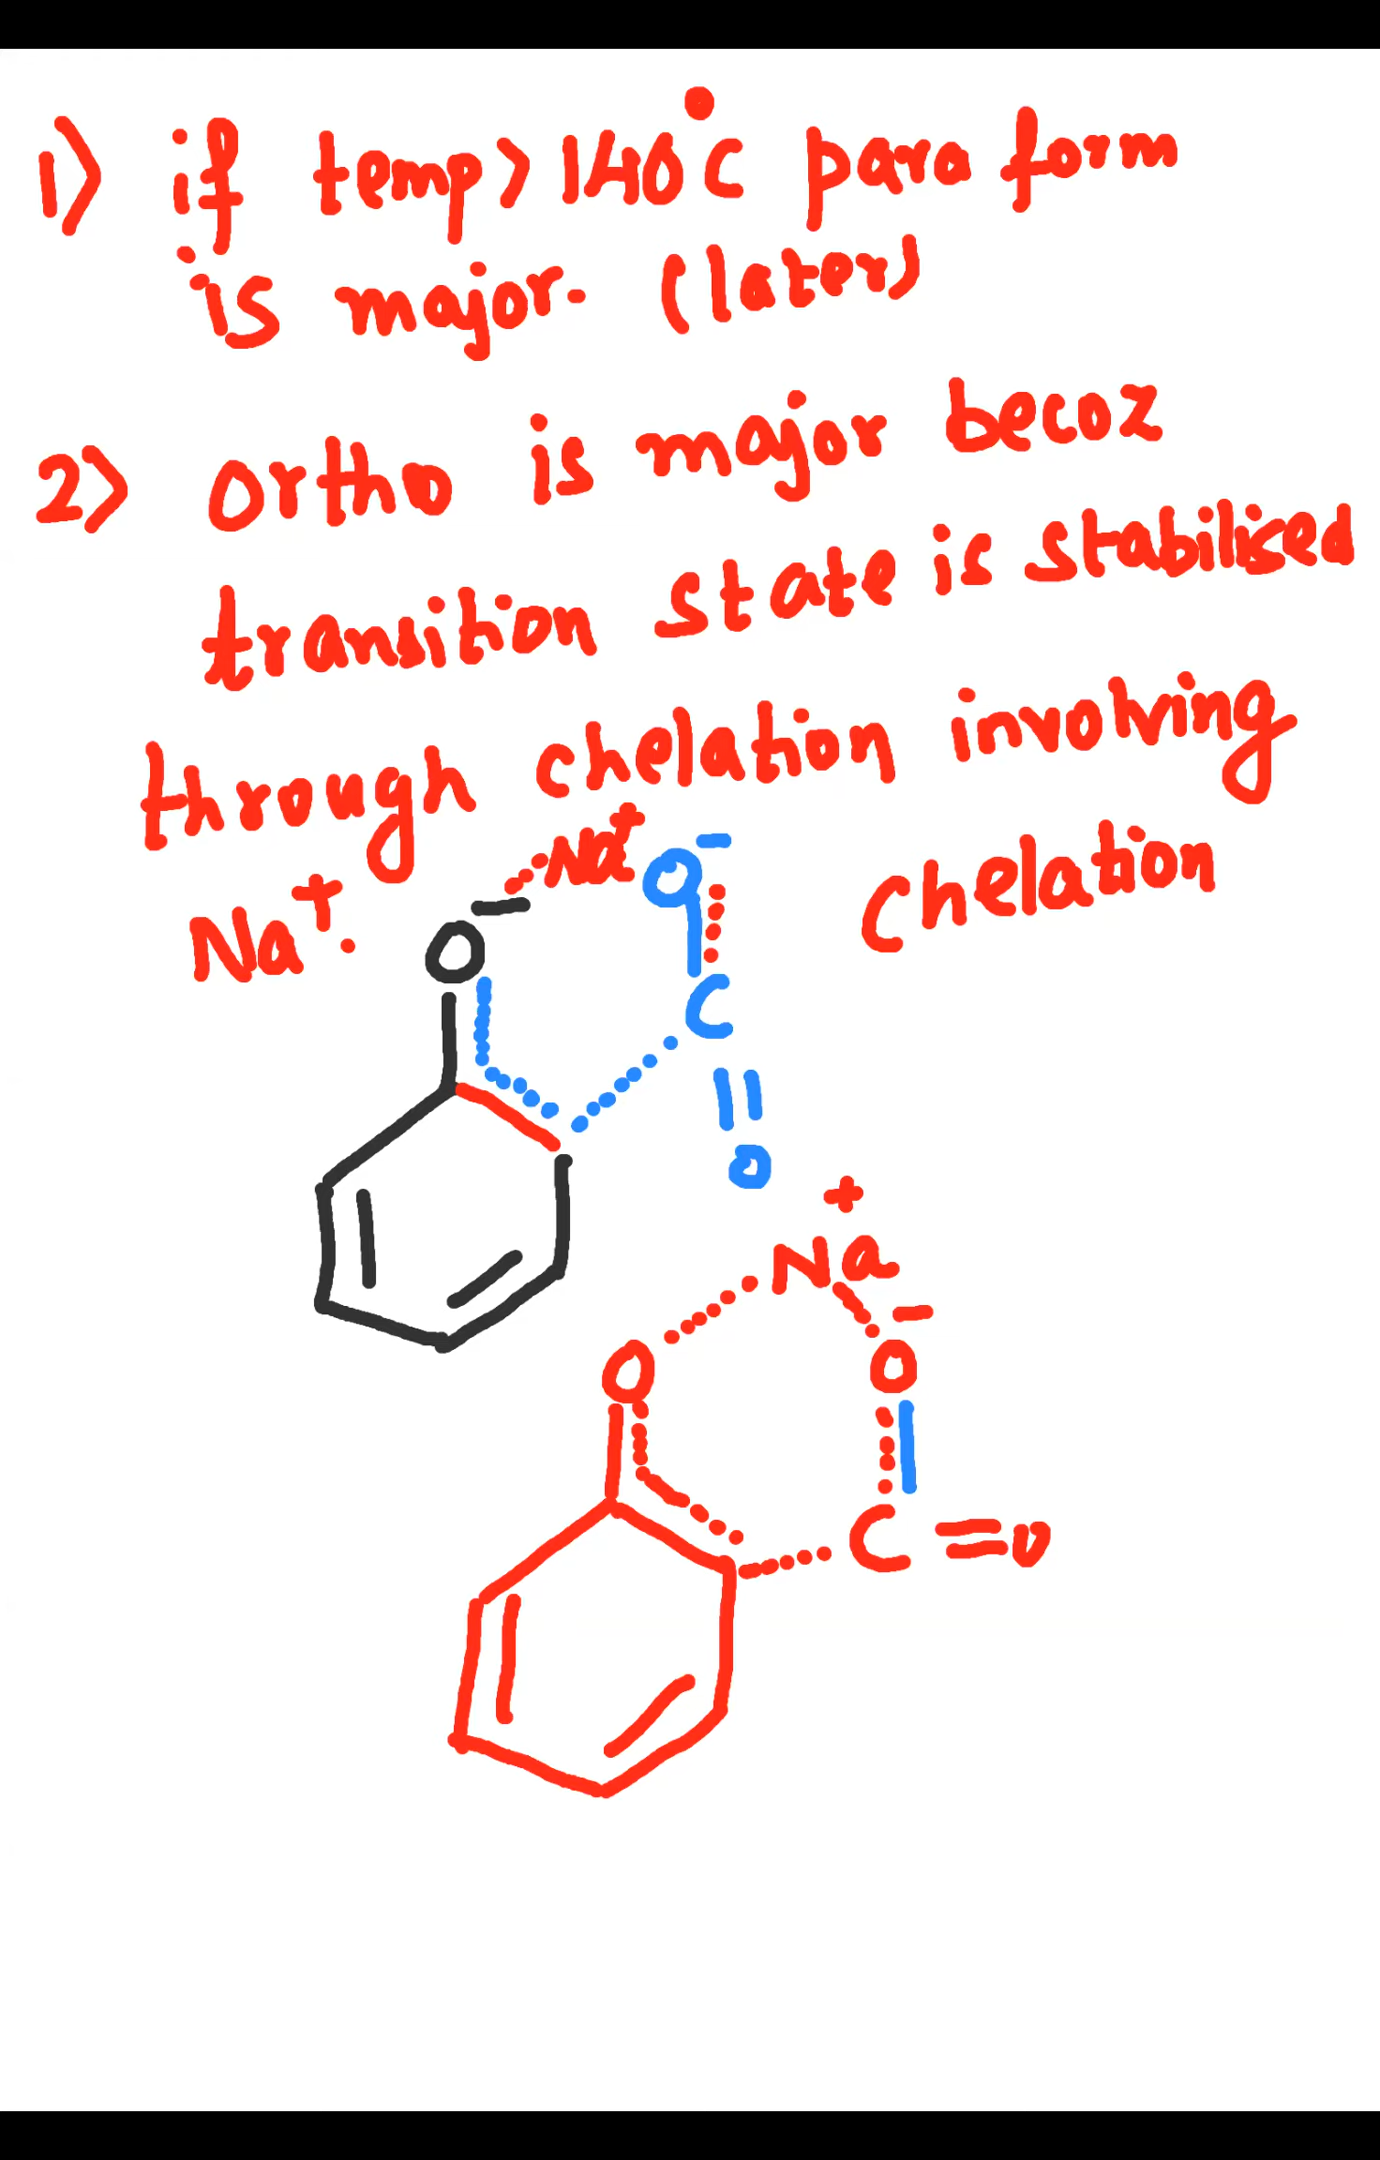 1) if temp > 140°C para form
is major. (later)
2) ortho is major becoz
transition state is stabilised
through chelation involving
Na⁺.
Chelation
Na⁺ O⁻
O⁻
C
O
Na⁺
O O⁻
C = O